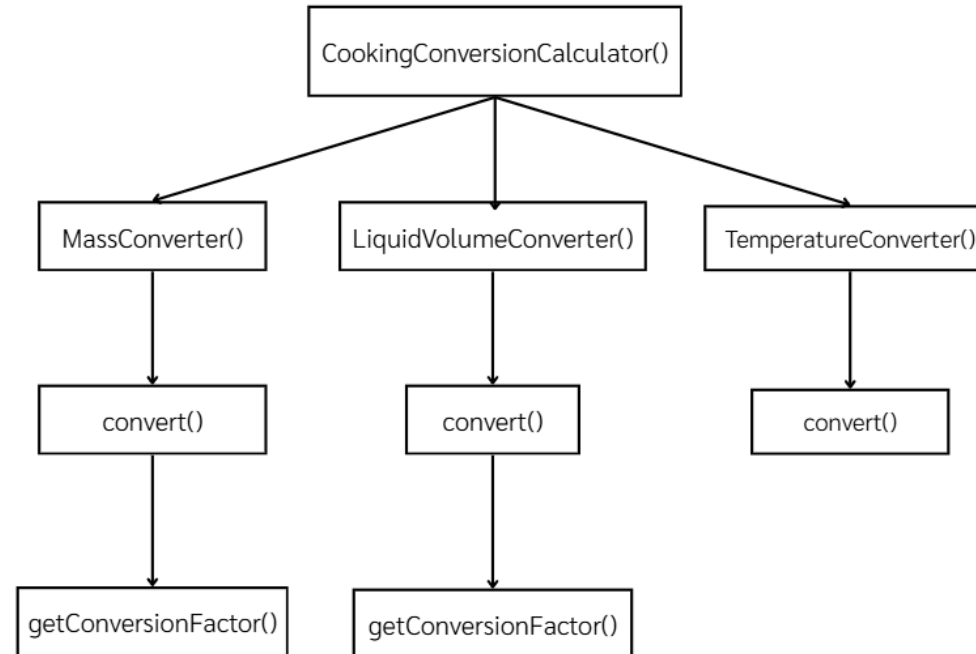 CookingConversionCalculator()
MassConverter()
LiquidVolumeConverter()
TemperatureConverter()
convert()
convert()
convert()
getConversionFactor()
getConversionFactor()